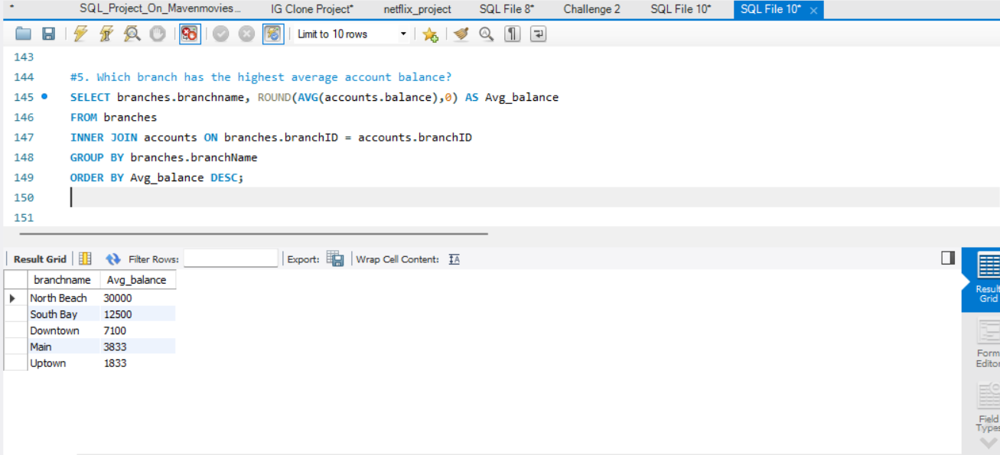 * SQL_Project_On_Mavenmovies... IG Clone Project* netflix_project SQL File 8* Challenge 2 SQL File 10* SQL File 10* ×
Limit to 10 rows
143
144 #5. Which branch has the highest average account balance?
145 SELECT branches.branchname, ROUND(AVG(accounts.balance),0) AS Avg_balance
146 FROM branches
147 INNER JOIN accounts ON branches.branchID = accounts.branchID
148 GROUP BY branches.branchName
149 ORDER BY Avg_balance DESC;
150
151
Result Grid Filter Rows: Export: Wrap Cell Content: IA
branchname Avg_balance
North Beach 30000
South Bay 12500
Downtown 7100
Main 3833
Uptown 1833
Result
Grid
Form
Editor
Field
Types